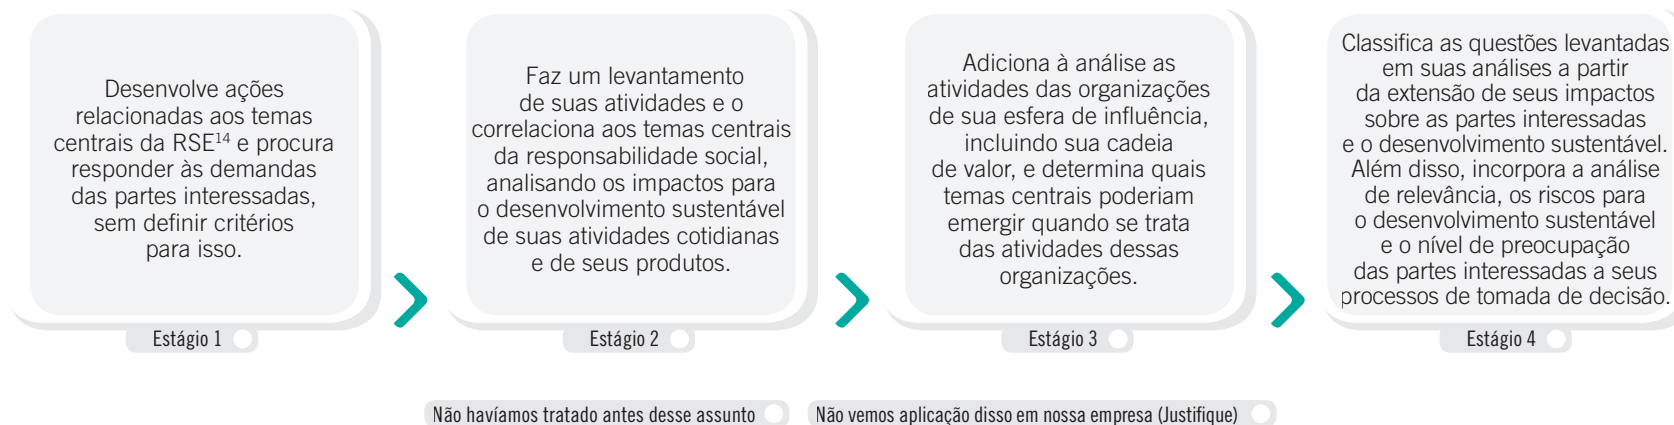 Desenvolve ações
relacionadas aos temas
centrais da RSE¹⁴ e procura
responder às demandas
das partes interessadas,
sem definir critérios
para isso.
Estágio 1
Faz um levantamento
de suas atividades e o
correlaciona aos temas centrais
da responsabilidade social,
analisando os impactos para
o desenvolvimento sustentável
de suas atividades cotidianas
e de seus produtos.
Estágio 2
Adiciona à análise as
atividades das organizações
de sua esfera de influência,
incluindo sua cadeia
de valor, e determina quais
temas centrais poderiam
emergir quando se trata
das atividades dessas
organizações.
Estágio 3
Classifica as questões levantadas
em suas análises a partir
da extensão de seus impactos
sobre as partes interessadas
e o desenvolvimento sustentável.
Além disso, incorpora a análise
de relevância, os riscos para
o desenvolvimento sustentável
e o nível de preocupação
das partes interessadas a seus
processos de tomada de decisão.
Estágio 4
Não havíamos tratado antes desse assunto
Não vemos aplicação disso em nossa empresa (Justifique)